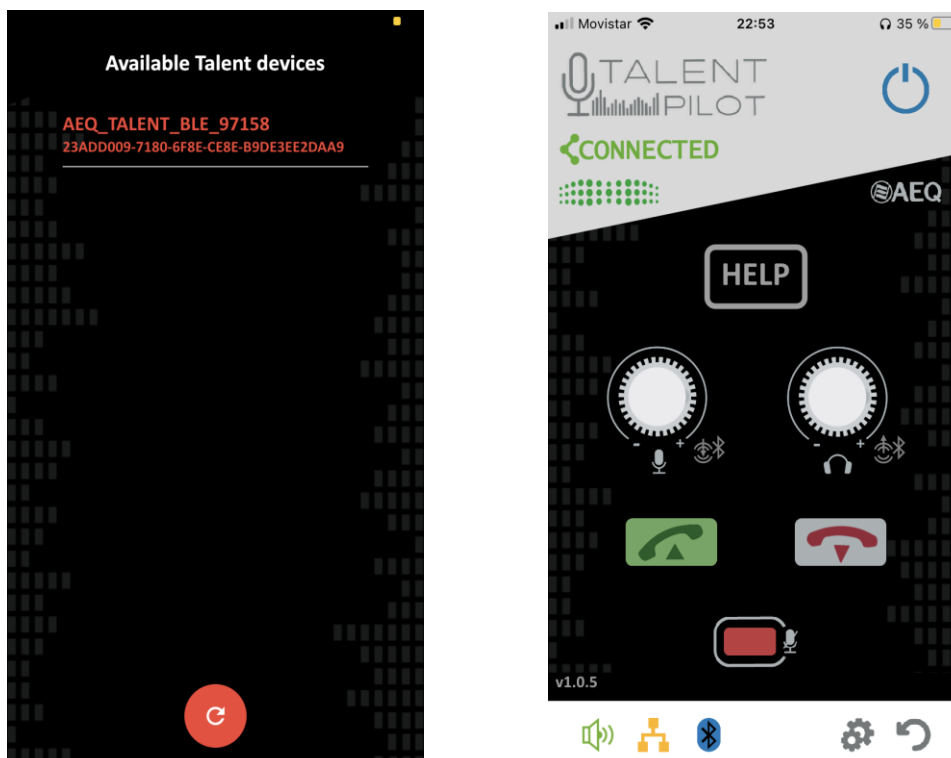 Available Talent devices
AEQ_TALENT_BLE_97158
23ADD009-7180-6F8E-CE8E-B9DE3EE2DAA9
Movistar 22:53 35 %
TALENT
PILOT
CONNECTED
AEQ
HELP
- +
- +
v1.0.5